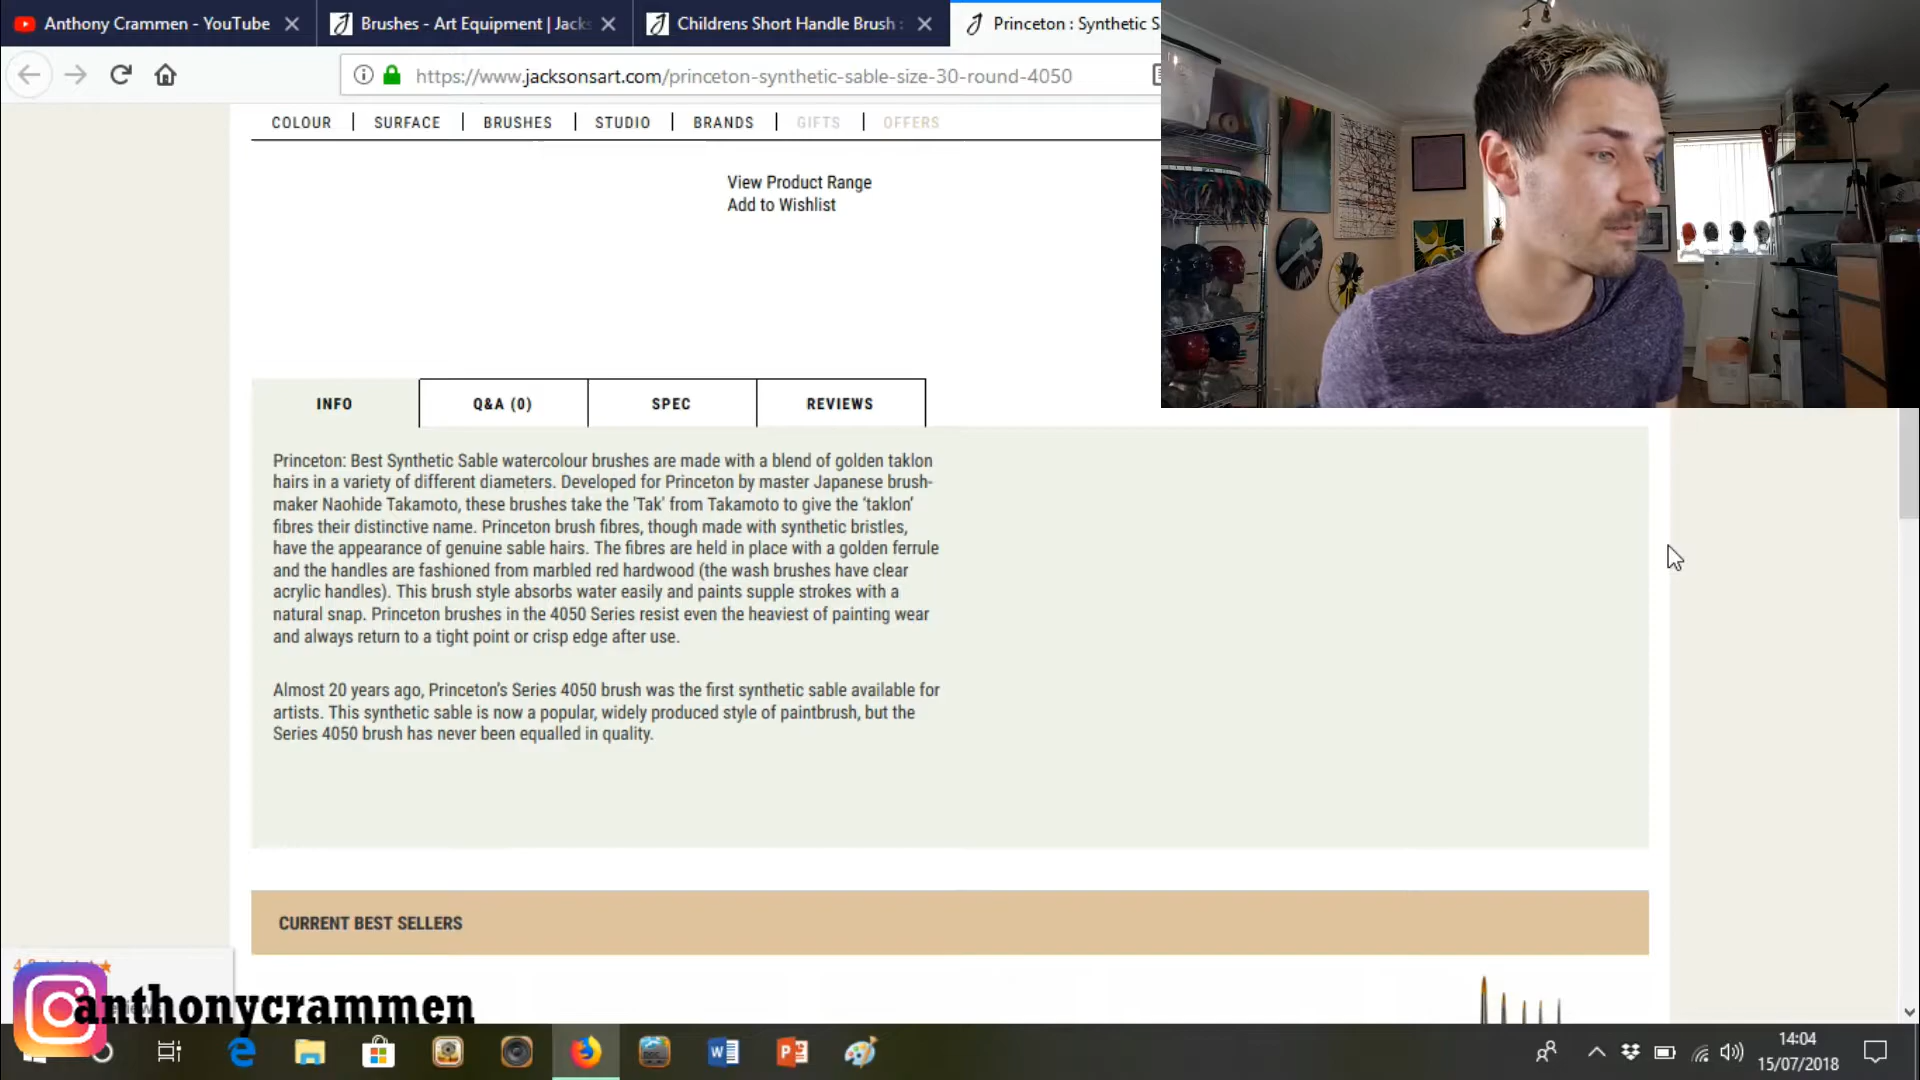 Anthony Crammen - YouTube
Brushes - Art Equipment | Jacks
Childrens Short Handle Brush :
Princeton : Synthetic S
https://www.jacksonsart.com/princeton-synthetic-sable-size-30-round-4050
COLOUR | SURFACE | BRUSHES | STUDIO | BRANDS | GIFTS | OFFERS
View Product Range
Add to Wishlist
INFO
Q&A (0)
SPEC
REVIEWS
Princeton: Best Synthetic Sable watercolour brushes are made with a blend of golden taklon
hairs in a variety of different diameters. Developed for Princeton by master Japanese brush-
maker Naohide Takamoto, these brushes take the 'Tak' from Takamoto to give the ‘taklon’
fibres their distinctive name. Princeton brush fibres, though made with synthetic bristles,
have the appearance of genuine sable hairs. The fibres are held in place with a golden ferrule
and the handles are fashioned from marbled red hardwood (the wash brushes have clear
acrylic handles). This brush style absorbs water easily and paints supple strokes with a
natural snap. Princeton brushes in the 4050 Series resist even the heaviest of painting wear
and always return to a tight point or crisp edge after use.
Almost 20 years ago, Princeton’s Series 4050 brush was the first synthetic sable available for
artists. This synthetic sable is now a popular, widely produced style of paintbrush, but the
Series 4050 brush has never been equalled in quality.
CURRENT BEST SELLERS
anthonycrammen
14:04
15/07/2018